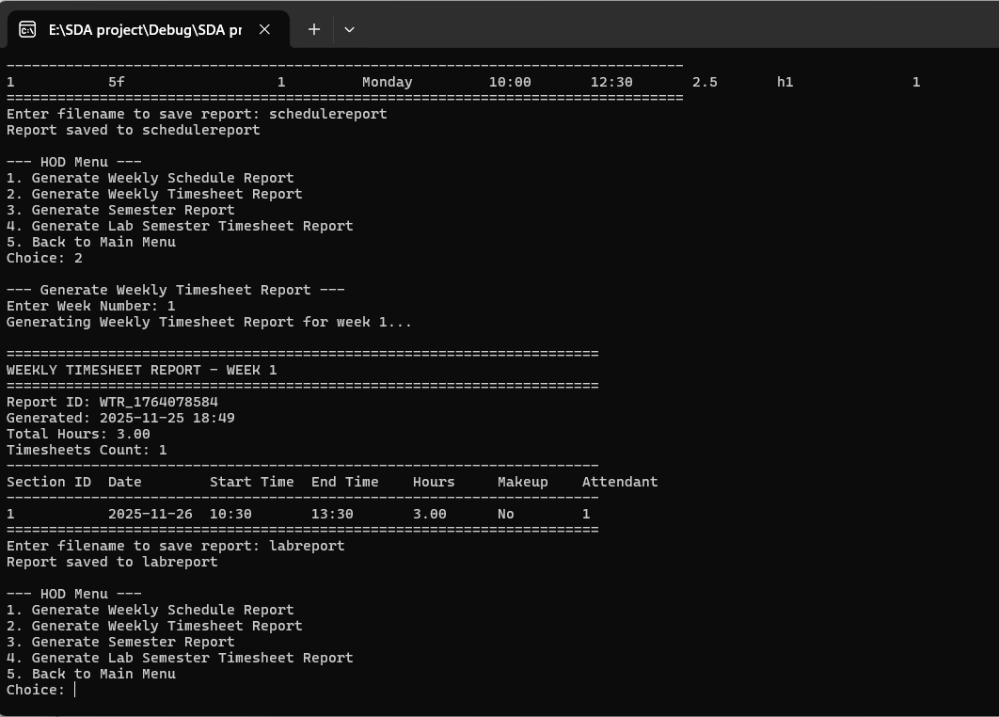 E:\SDA project\Debug\SDA pr
--------------------------------------------------------------------------------
1           5f                  1         Monday         10:00       12:30       2.5       h1              1
================================================================================
Enter filename to save report: schedulereport
Report saved to schedulereport
--- HOD Menu ---
1. Generate Weekly Schedule Report
2. Generate Weekly Timesheet Report
3. Generate Semester Report
4. Generate Lab Semester Timesheet Report
5. Back to Main Menu
Choice: 2
--- Generate Weekly Timesheet Report ---
Enter Week Number: 1
Generating Weekly Timesheet Report for week 1...
======================================================================
WEEKLY TIMESHEET REPORT - WEEK 1
======================================================================
Report ID: WTR_1764078584
Generated: 2025-11-25 18:49
Total Hours: 3.00
Timesheets Count: 1
----------------------------------------------------------------------
Section ID  Date        Start Time  End Time    Hours     Makeup    Attendant
----------------------------------------------------------------------
1           2025-11-26  10:30       13:30       3.00      No        1
======================================================================
Enter filename to save report: labreport
Report saved to labreport
--- HOD Menu ---
1. Generate Weekly Schedule Report
2. Generate Weekly Timesheet Report
3. Generate Semester Report
4. Generate Lab Semester Timesheet Report
5. Back to Main Menu
Choice: